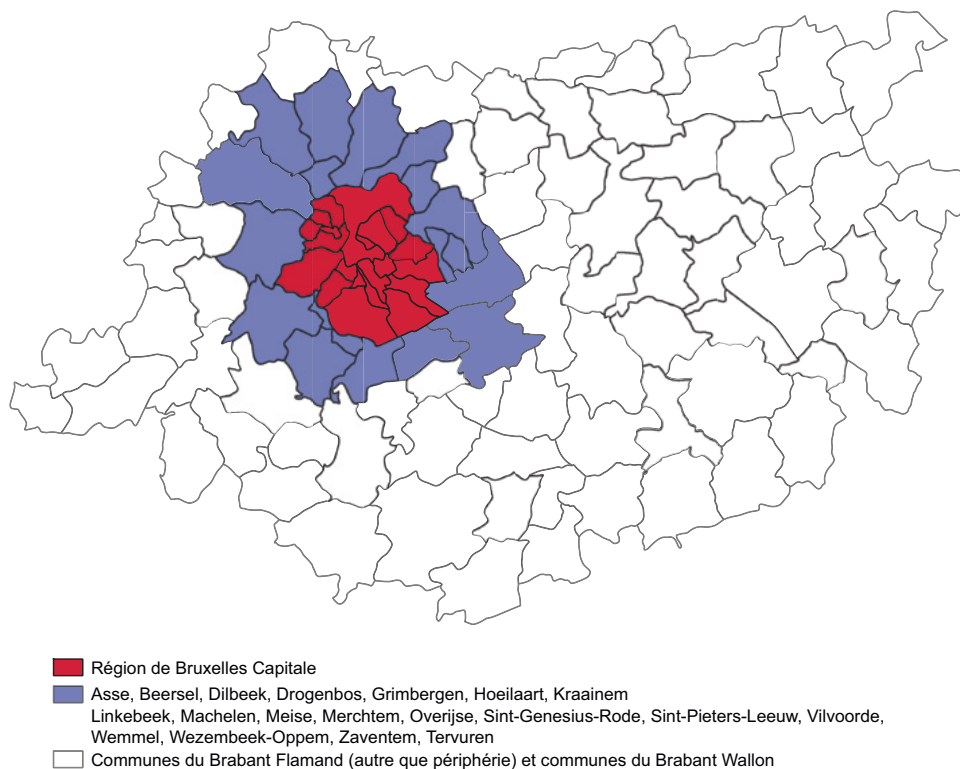 Région de Bruxelles Capitale
Asse, Beersel, Dilbeek, Drogenbos, Grimbergen, Hoeilaart, Kraainem
Linkebeek, Machelen, Meise, Merchtem, Overijse, Sint-Genesius-Rode, Sint-Pieters-Leeuw, Vilvoorde,
Wemmel, Wezembeek-Oppem, Zaventem, Tervuren
Communes du Brabant Flamand (autre que périphérie) et communes du Brabant Wallon